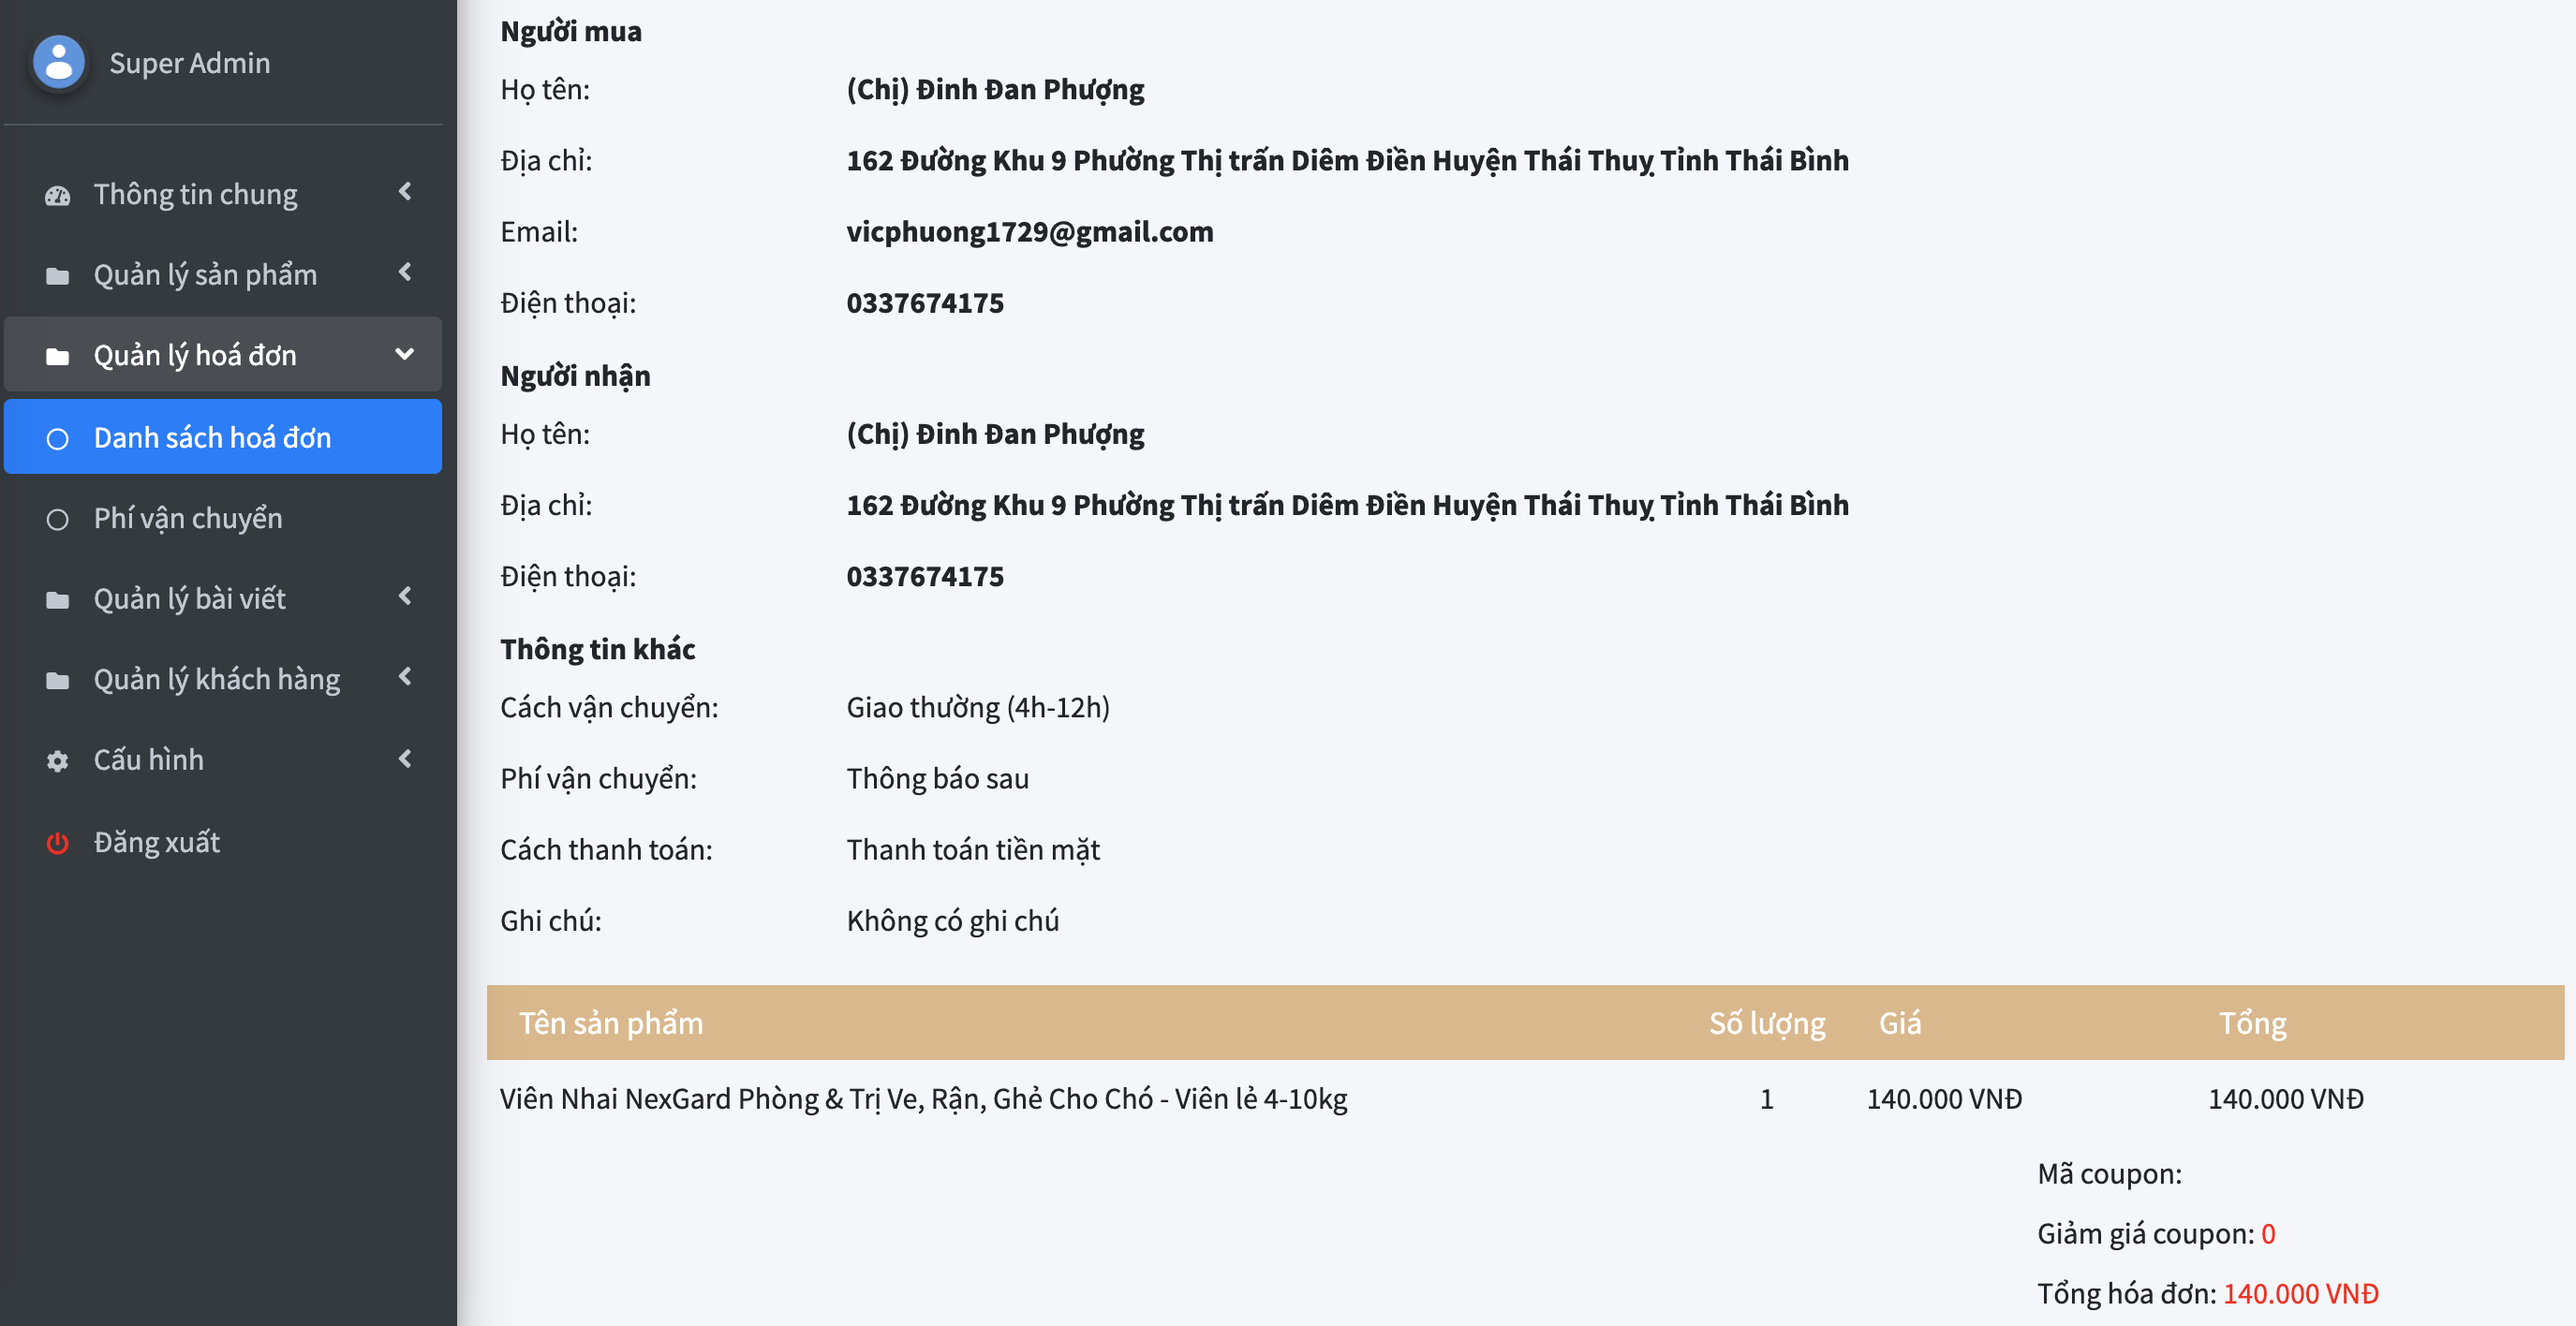 Super Admin
Thông tin chung
Quản lý sản phẩm
Quản lý hoá đơn
Danh sách hoá đơn
Phí vận chuyển
Quản lý bài viết
Quản lý khách hàng
Cấu hình
Đăng xuất
Người mua
Họ tên: (Chị) Đinh Đan Phượng
Địa chỉ: 162 Đường Khu 9 Phường Thị trấn Diêm Điền Huyện Thái Thuỵ Tỉnh Thái Bình
Email: vicphuong1729@gmail.com
Điện thoại: 0337674175
Người nhận
Họ tên: (Chị) Đinh Đan Phượng
Địa chỉ: 162 Đường Khu 9 Phường Thị trấn Diêm Điền Huyện Thái Thuỵ Tỉnh Thái Bình
Điện thoại: 0337674175
Thông tin khác
Cách vận chuyển: Giao thường (4h-12h)
Phí vận chuyển: Thông báo sau
Cách thanh toán: Thanh toán tiền mặt
Ghi chú: Không có ghi chú
Tên sản phẩm Số lượng Giá Tổng
Viên Nhai NexGard Phòng & Trị Ve, Rận, Ghẻ Cho Chó - Viên lẻ 4-10kg 1 140.000 VNĐ 140.000 VNĐ
Mã coupon:
Giảm giá coupon: 0
Tổng hóa đơn: 140.000 VNĐ